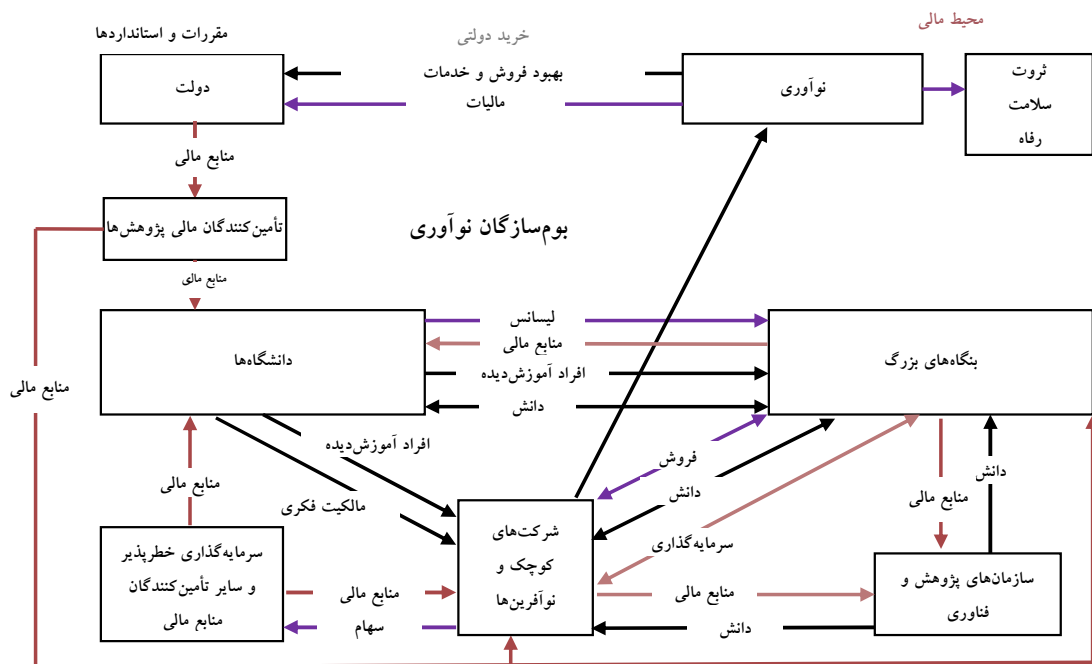 محیط مالی
خرید دولتی
مقررات و استانداردها
ثروت
سلامت
رفاه
نوآوری
بهبود فروش و خدمات
مالیات
دولت
منابع مالی
تأمین‌کنندگان مالی پژوهش‌ها
بوم‌سازگان نوآوری
منابع مالای
لیسانس
منابع مالی
افراد آموزش‌دیده
دانش
بنگاه‌های بزرگ
دانشگاه‌ها
منابع مالی
افراد آموزش‌دیده
مالکیت فکری
منابع مالی
فروش
دانش
سرمایه‌گذاری
منابع مالی
دانش
شرکت‌های
کوچک و
نوآفرین‌ها
سرمایه‌گذاری خطرپذیر
و سایر تأمین‌کنندگان
منابع مالی
منابع مالی
سهام
منابع مالی
دانش
سازمان‌های پژوهش و
فناوری